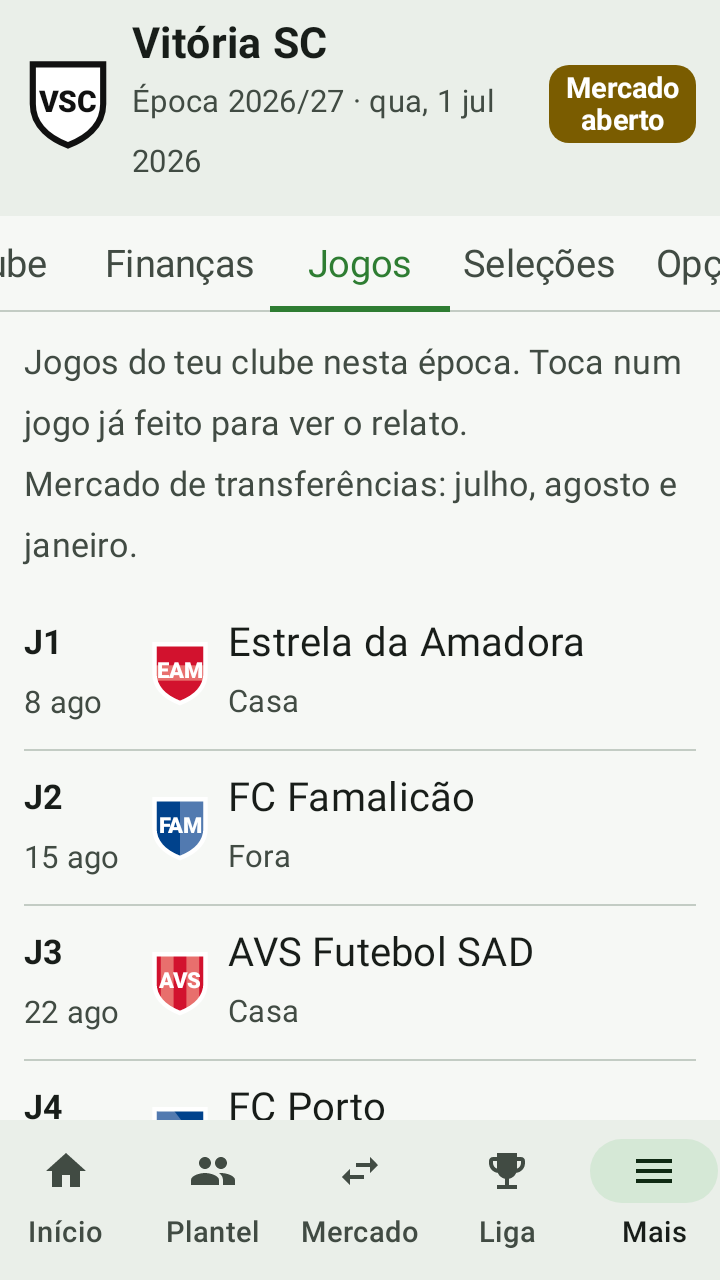 Vitória SC
VSC
Época 2026/27 · qua, 1 jul
2026
Mercado
aberto
ube
Finanças
Jogos
Seleções
Opç
Jogos do teu clube nesta época. Toca num
jogo já feito para ver o relato.
Mercado de transferências: julho, agosto e
janeiro.
J1
EAM
Estrela da Amadora
8 ago
Casa
J2
FAM
FC Famalicão
15 ago
Fora
J3
AVS
AVS Futebol SAD
22 ago
Casa
J4
FC Porto
Início
Plantel
Mercado
Liga
Mais